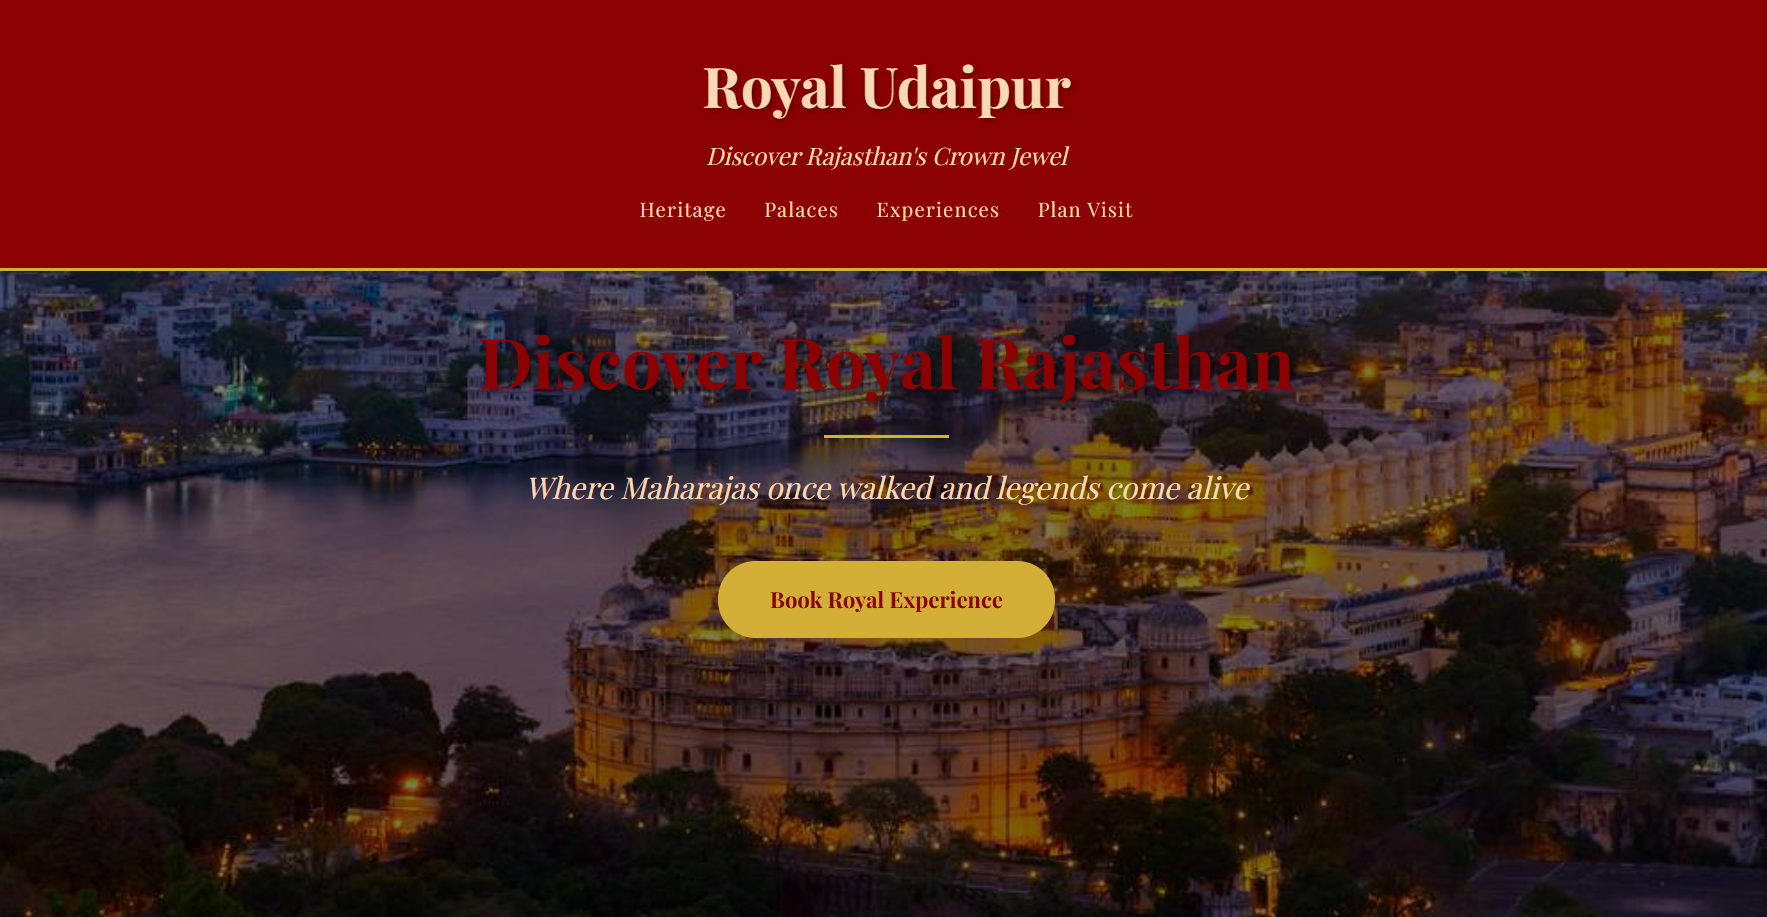 Royal Udaipur
Discover Rajasthan's Crown Jewel
Heritage Palaces Experiences Plan Visit
Discover Royal Rajasthan
Where Maharajas once walked and legends come alive
Book Royal Experience